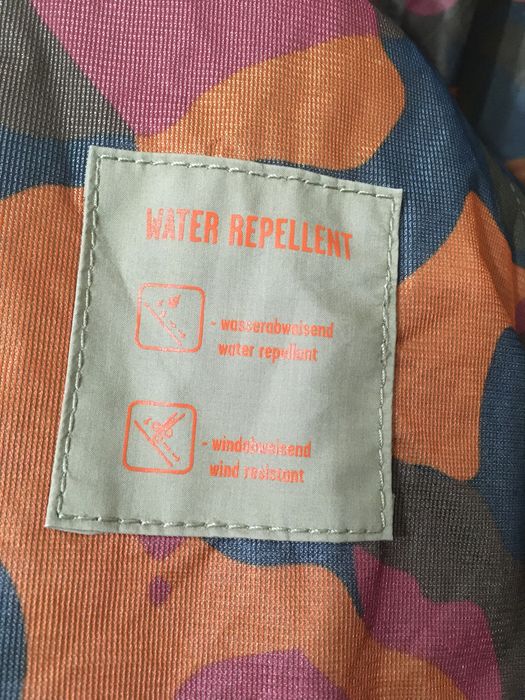 WATER REPELLENT
- wasserabweisend
water repellant
- windabweisend
wind resistant